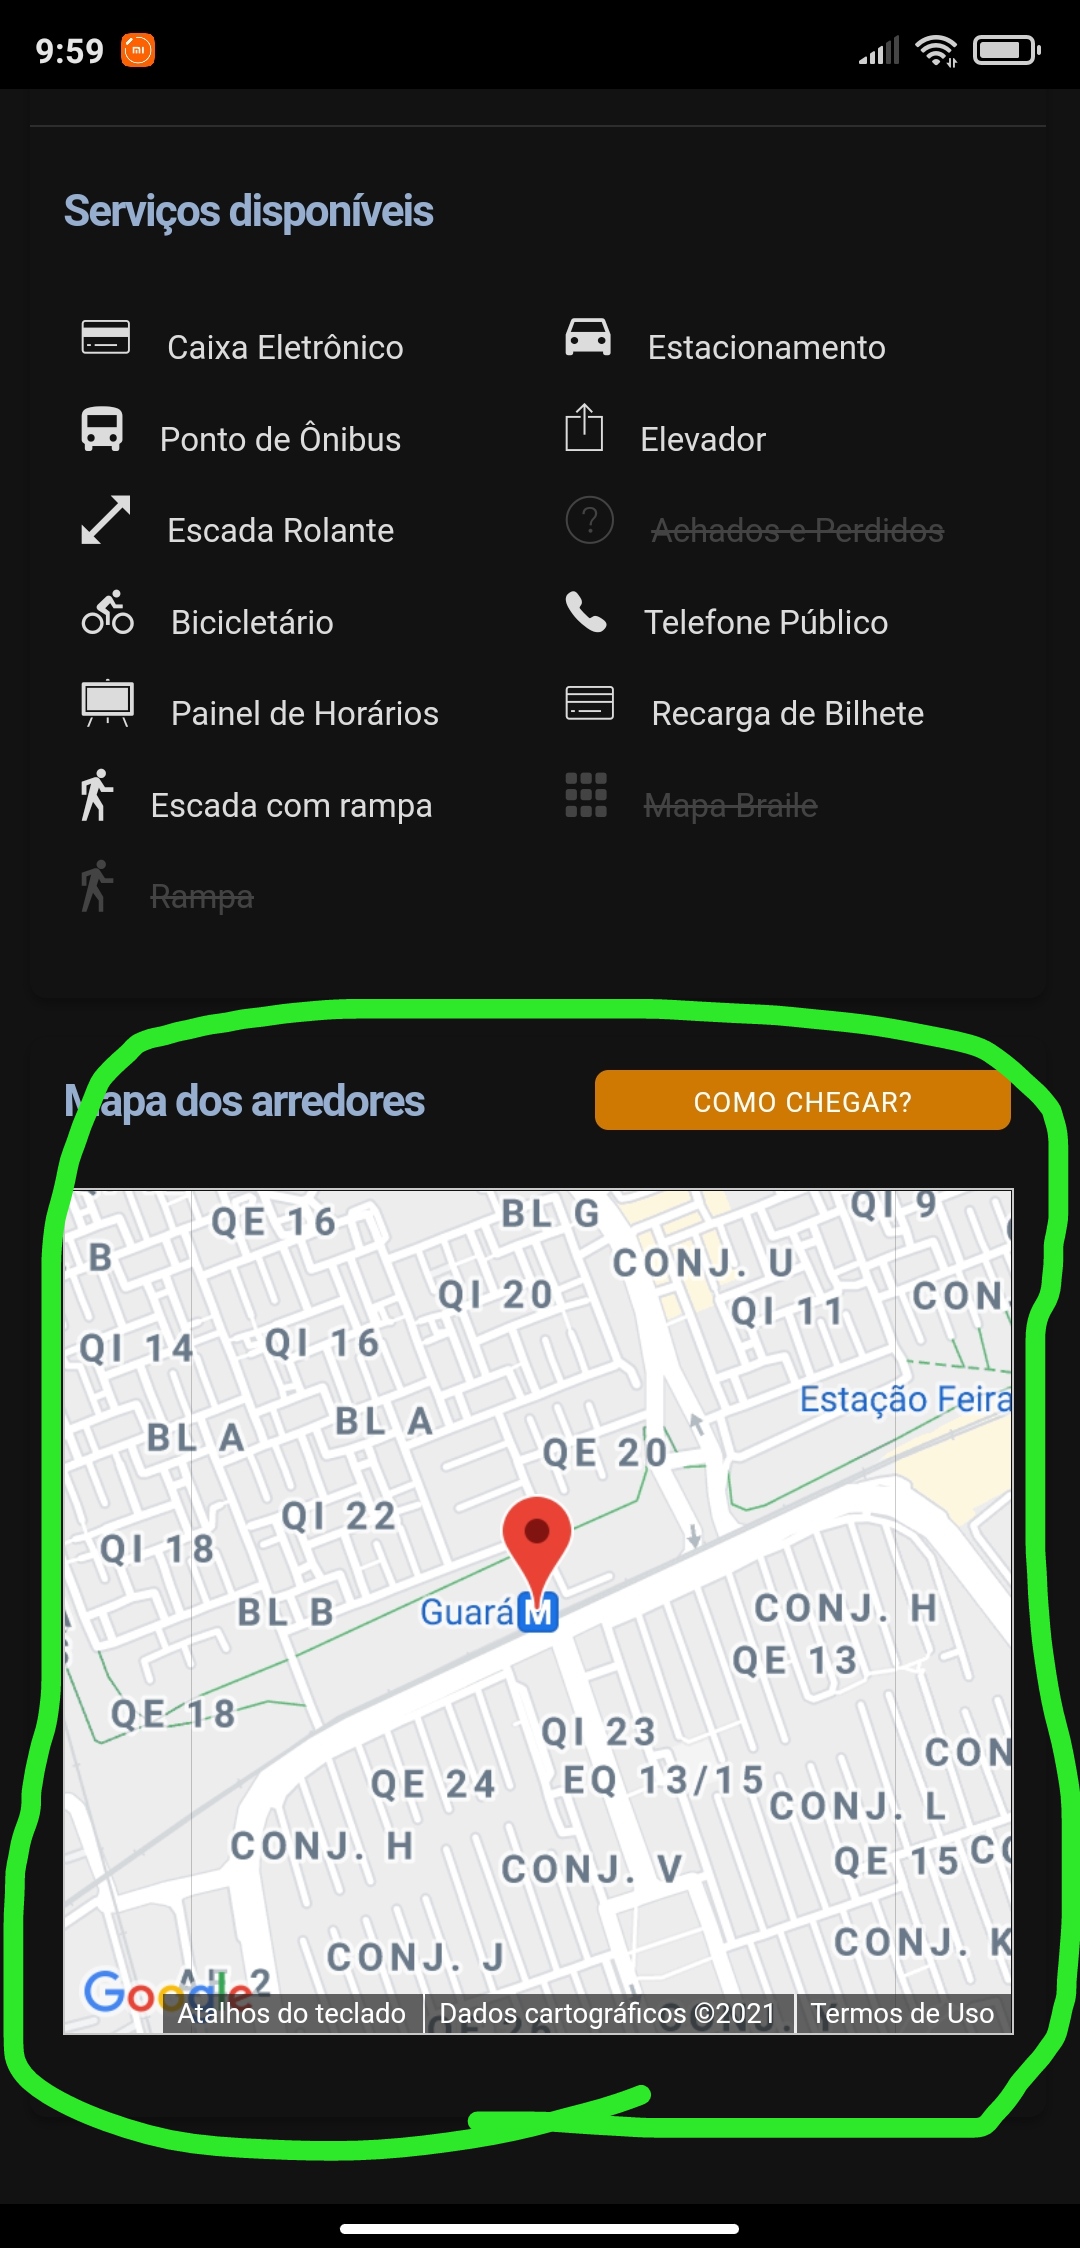 9:59
Serviços disponíveis
Caixa Eletrônico
Estacionamento
Ponto de Ônibus
Elevador
Escada Rolante
Achados e Perdidos
Bicicletário
Telefone Público
Painel de Horários
Recarga de Bilhete
Escada com rampa
Mapa Braile
Rampa
Mapa dos arredores
COMO CHEGAR?
QE 16
BL G
QI 9
B
CONJ. U
QI 20
CON
QI 11
QI 14
QI 16
Estação Feira
BL A
BL A
QE 20
QI 22
QI 18
BL B
Guará M
CONJ. H
QE 13
QE 18
QI 23
CON
QE 24
EQ 13/15
CONJ. L
CONJ. H
CONJ. V
QE 15
CONJ. K
CONJ. J
Google
Atalhos do teclado
Dados cartográficos ©2021
Termos de Uso